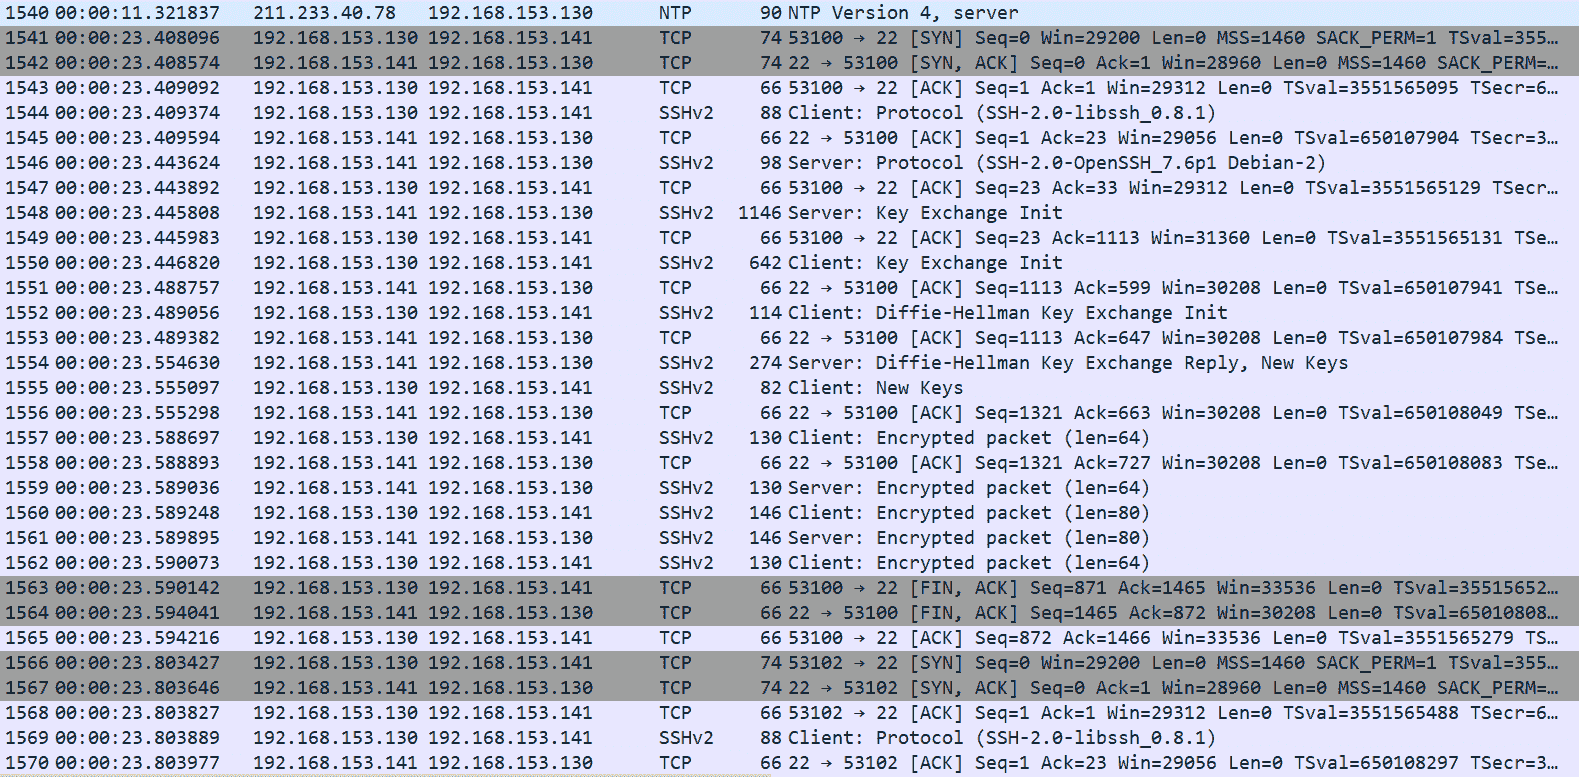 1540 00:00:11.321837 211.233.40.78 192.168.153.130 NTP 90 NTP Version 4, server
1541 00:00:23.408096 192.168.153.130 192.168.153.141 TCP 74 53100 → 22 [SYN] Seq=0 Win=29200 Len=0 MSS=1460 SACK_PERM=1 TSval=355…
1542 00:00:23.408574 192.168.153.141 192.168.153.130 TCP 74 22 → 53100 [SYN, ACK] Seq=0 Ack=1 Win=28960 Len=0 MSS=1460 SACK_PERM=…
1543 00:00:23.409092 192.168.153.130 192.168.153.141 TCP 66 53100 → 22 [ACK] Seq=1 Ack=1 Win=29312 Len=0 TSval=3551565095 TSecr=6…
1544 00:00:23.409374 192.168.153.130 192.168.153.141 SSHv2 88 Client: Protocol (SSH-2.0-libssh_0.8.1)
1545 00:00:23.409594 192.168.153.141 192.168.153.130 TCP 66 22 → 53100 [ACK] Seq=1 Ack=23 Win=29056 Len=0 TSval=650107904 TSecr=3…
1546 00:00:23.443624 192.168.153.141 192.168.153.130 SSHv2 98 Server: Protocol (SSH-2.0-OpenSSH_7.6p1 Debian-2)
1547 00:00:23.443892 192.168.153.130 192.168.153.141 TCP 66 53100 → 22 [ACK] Seq=23 Ack=33 Win=29312 Len=0 TSval=3551565129 TSecr…
1548 00:00:23.445808 192.168.153.141 192.168.153.130 SSHv2 1146 Server: Key Exchange Init
1549 00:00:23.445983 192.168.153.130 192.168.153.141 TCP 66 53100 → 22 [ACK] Seq=23 Ack=1113 Win=31360 Len=0 TSval=3551565131 TSe…
1550 00:00:23.446820 192.168.153.130 192.168.153.141 SSHv2 642 Client: Key Exchange Init
1551 00:00:23.488757 192.168.153.141 192.168.153.130 TCP 66 22 → 53100 [ACK] Seq=1113 Ack=599 Win=30208 Len=0 TSval=650107941 TSe…
1552 00:00:23.489056 192.168.153.130 192.168.153.141 SSHv2 114 Client: Diffie-Hellman Key Exchange Init
1553 00:00:23.489382 192.168.153.141 192.168.153.130 TCP 66 22 → 53100 [ACK] Seq=1113 Ack=647 Win=30208 Len=0 TSval=650107984 TSe…
1554 00:00:23.554630 192.168.153.141 192.168.153.130 SSHv2 274 Server: Diffie-Hellman Key Exchange Reply, New Keys
1555 00:00:23.555097 192.168.153.130 192.168.153.141 SSHv2 82 Client: New Keys
1556 00:00:23.555298 192.168.153.141 192.168.153.130 TCP 66 22 → 53100 [ACK] Seq=1321 Ack=663 Win=30208 Len=0 TSval=650108049 TSe…
1557 00:00:23.588697 192.168.153.130 192.168.153.141 SSHv2 130 Client: Encrypted packet (len=64)
1558 00:00:23.588893 192.168.153.141 192.168.153.130 TCP 66 22 → 53100 [ACK] Seq=1321 Ack=727 Win=30208 Len=0 TSval=650108083 TSe…
1559 00:00:23.589036 192.168.153.141 192.168.153.130 SSHv2 130 Server: Encrypted packet (len=64)
1560 00:00:23.589248 192.168.153.130 192.168.153.141 SSHv2 146 Client: Encrypted packet (len=80)
1561 00:00:23.589895 192.168.153.141 192.168.153.130 SSHv2 146 Server: Encrypted packet (len=80)
1562 00:00:23.590073 192.168.153.130 192.168.153.141 SSHv2 130 Client: Encrypted packet (len=64)
1563 00:00:23.590142 192.168.153.130 192.168.153.141 TCP 66 53100 → 22 [FIN, ACK] Seq=871 Ack=1465 Win=33536 Len=0 TSval=35515652…
1564 00:00:23.594041 192.168.153.141 192.168.153.130 TCP 66 22 → 53100 [FIN, ACK] Seq=1465 Ack=872 Win=30208 Len=0 TSval=65010808…
1565 00:00:23.594216 192.168.153.130 192.168.153.141 TCP 66 53100 → 22 [ACK] Seq=872 Ack=1466 Win=33536 Len=0 TSval=3551565279 TS…
1566 00:00:23.803427 192.168.153.130 192.168.153.141 TCP 74 53102 → 22 [SYN] Seq=0 Win=29200 Len=0 MSS=1460 SACK_PERM=1 TSval=355…
1567 00:00:23.803646 192.168.153.141 192.168.153.130 TCP 74 22 → 53102 [SYN, ACK] Seq=0 Ack=1 Win=28960 Len=0 MSS=1460 SACK_PERM=…
1568 00:00:23.803827 192.168.153.130 192.168.153.141 TCP 66 53102 → 22 [ACK] Seq=1 Ack=1 Win=29312 Len=0 TSval=3551565488 TSecr=6…
1569 00:00:23.803889 192.168.153.130 192.168.153.141 SSHv2 88 Client: Protocol (SSH-2.0-libssh_0.8.1)
1570 00:00:23.803977 192.168.153.141 192.168.153.130 TCP 66 22 → 53102 [ACK] Seq=1 Ack=23 Win=29056 Len=0 TSval=650108297 TSecr=3…